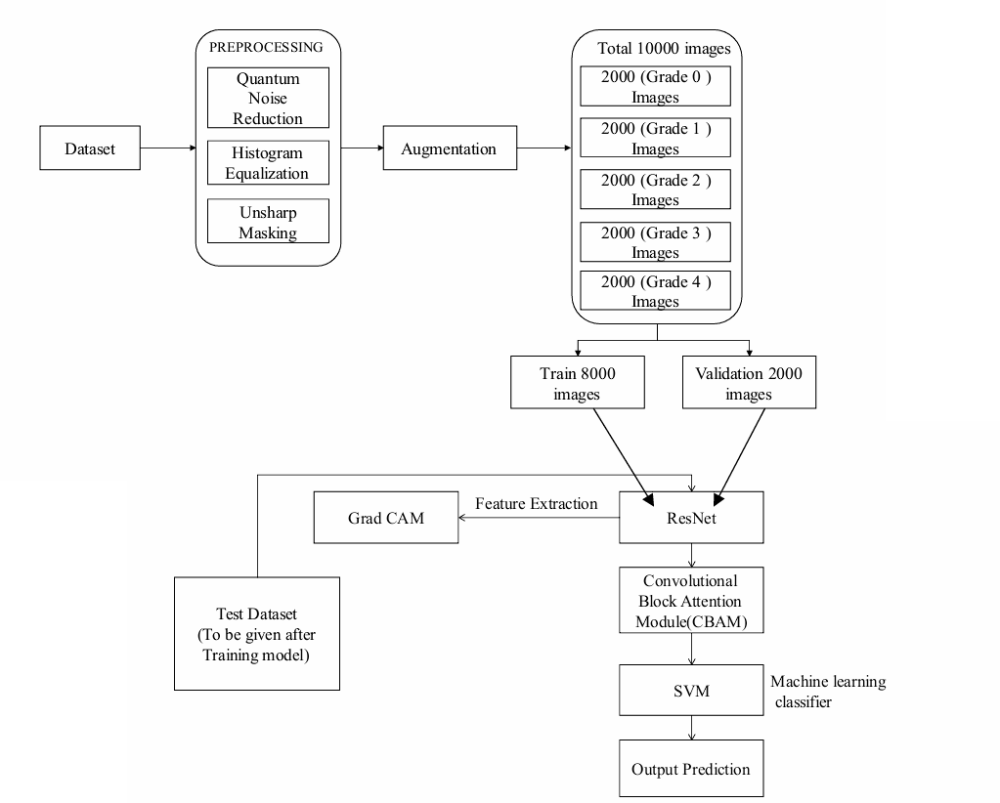 PREPROCESSING
Quantum
Noise
Reduction
Histogram
Equalization
Unsharp
Masking
Dataset
Augmentation
Total 10000 images
2000 (Grade 0 )
Images
2000 (Grade 1 )
Images
2000 (Grade 2 )
Images
2000 (Grade 3 )
Images
2000 (Grade 4 )
Images
Train 8000
images
Validation 2000
images
Grad CAM
Feature Extraction
ResNet
Test Dataset
(To be given after
Training model)
Convolutional
Block Attention
Module(CBAM)
SVM
Machine learning
classifier
Output Prediction